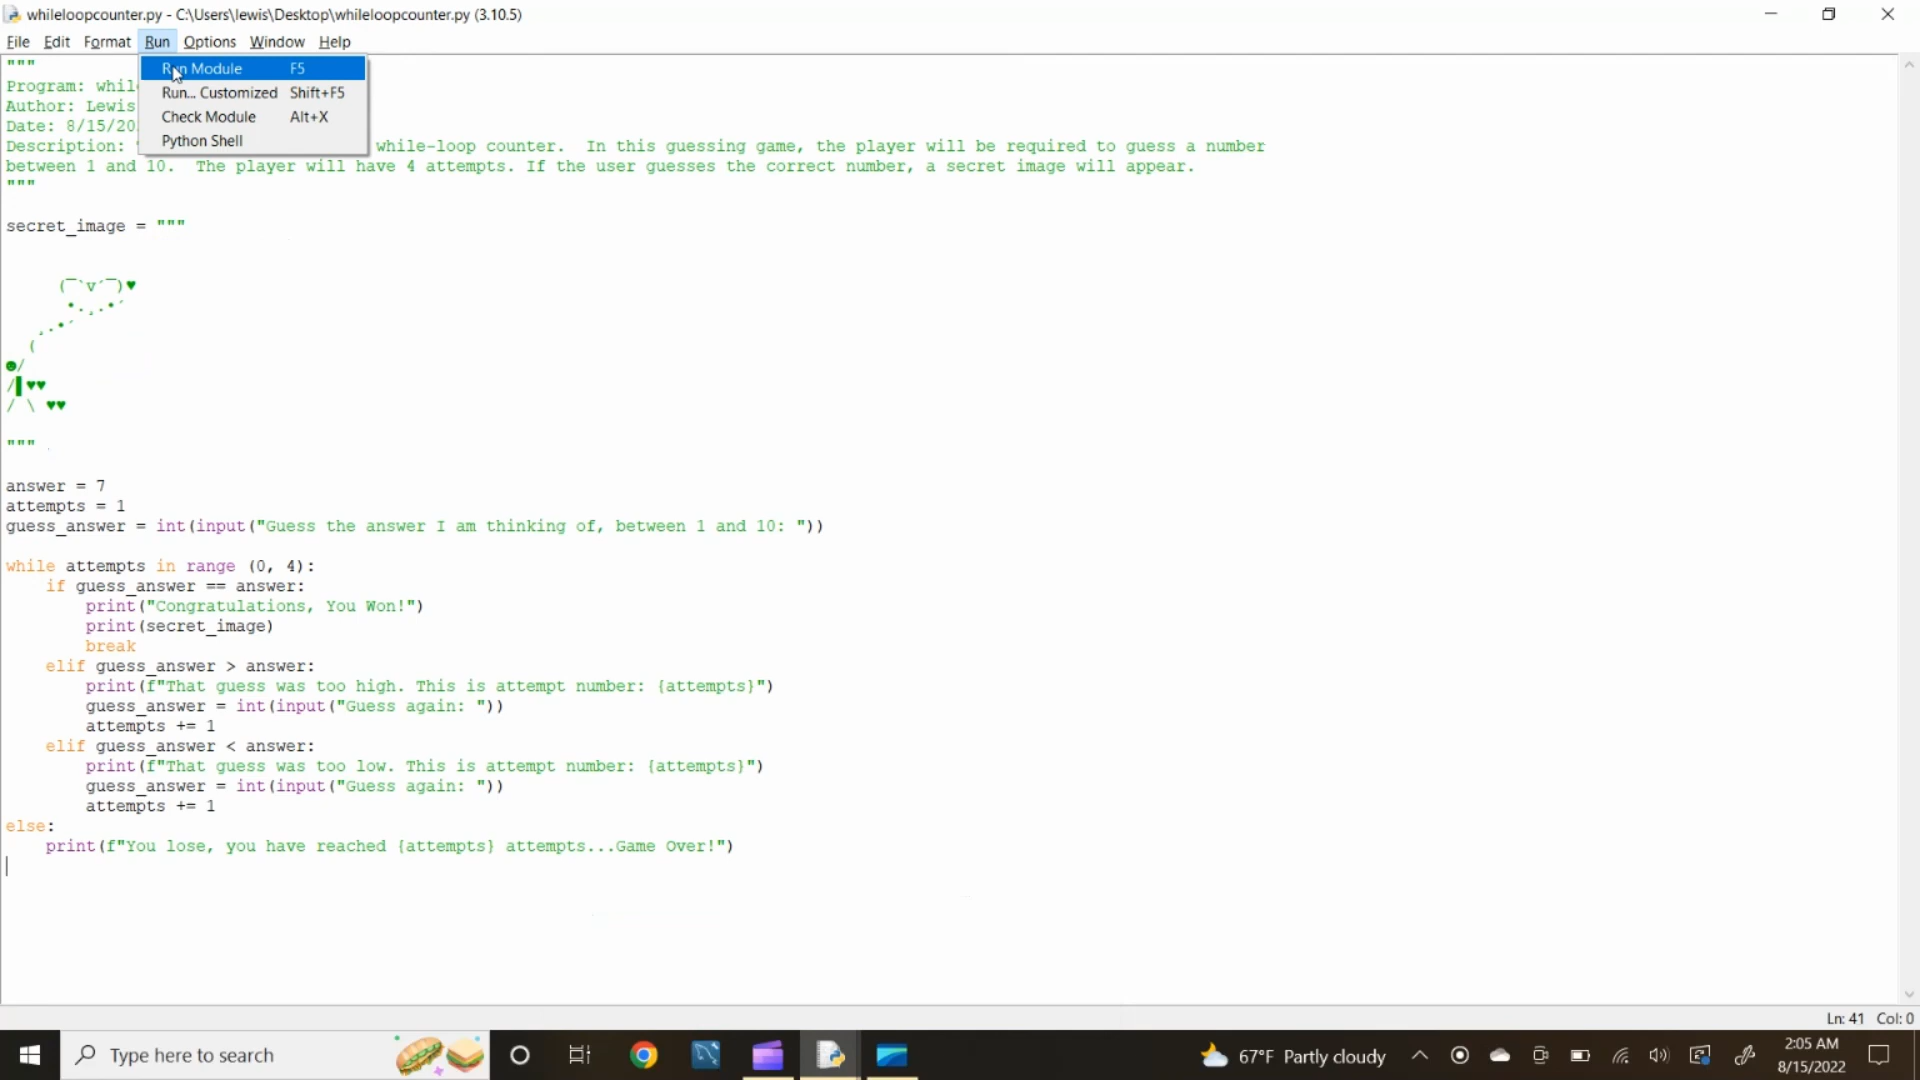 whileloopcounter.py - C:\Users\lewis\Desktop\whileloopcounter.py (3.10.5)
File Edit Format Run Options Window Help
Run Module F5
Run... Customized Shift+F5
Check Module Alt+X
Python Shell
"""
Program:
Author: Lewis
Date: 8/15/20
Description: while-loop counter.  In this guessing game, the player will be required to guess a number
between 1 and 10.  The player will have 4 attempts. If the user guesses the correct number, a secret image will appear.
"""
secret_image = """
(¯`v´¯)♥
•.¸.•´
¸.•´
(
☻/
/▌♥♥
/ \ ♥♥
"""
answer = 7
attempts = 1
guess_answer = int(input("Guess the answer I am thinking of, between 1 and 10: "))
while attempts in range (0, 4):
    if guess_answer == answer:
        print("Congratulations, You Won!")
        print(secret_image)
        break
    elif guess_answer > answer:
        print(f"That guess was too high. This is attempt number: {attempts}")
        guess_answer = int(input("Guess again: "))
        attempts += 1
    elif guess_answer < answer:
        print(f"That guess was too low. This is attempt number: {attempts}")
        guess_answer = int(input("Guess again: "))
        attempts += 1
else:
    print(f"You lose, you have reached {attempts} attempts...Game Over!")
Ln: 41 Col: 0
Type here to search
67°F Partly cloudy
2:05 AM
8/15/2022